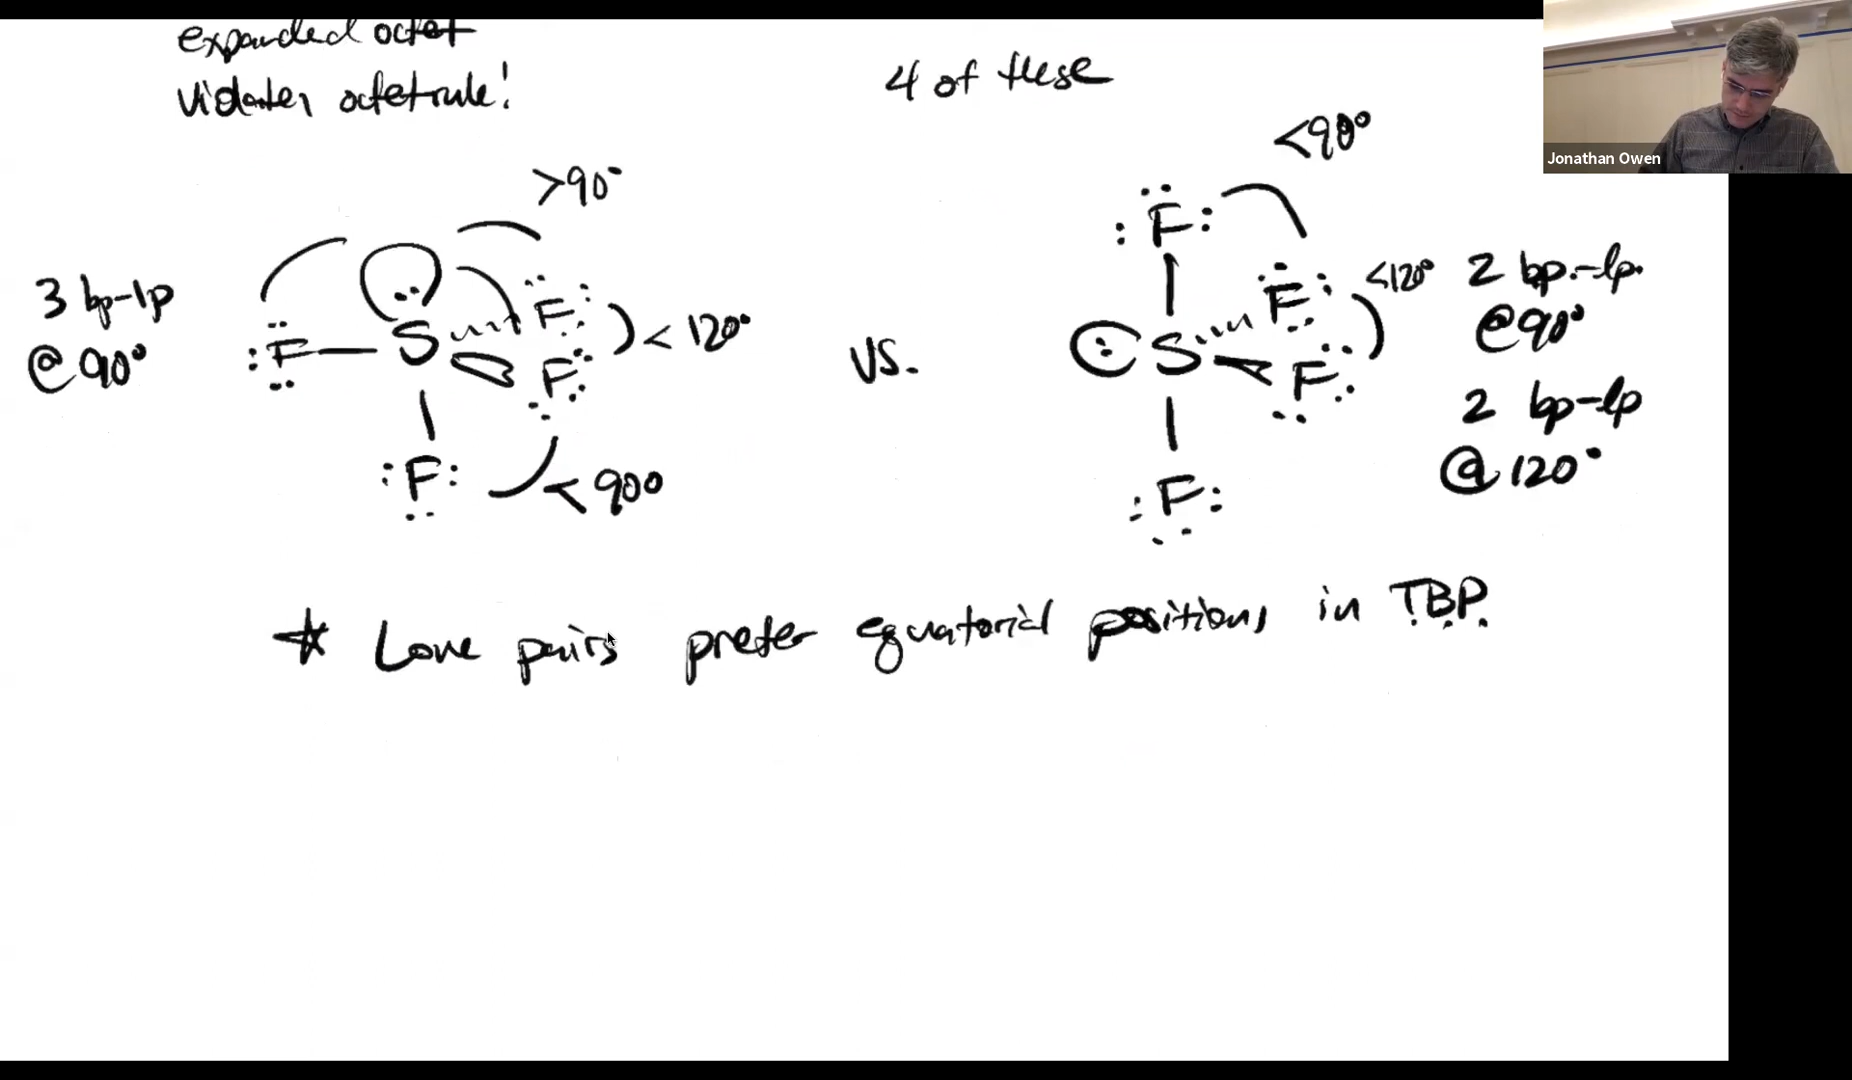 expanded octet
violates octet rule!
4 of these
<90°
>90°
3 bp-lp
@ 90°
F S F F F
<120°
<90°
vs.
F S F F F
<120°
2 bp.-lp.
@90°
2 bp-lp
@ 120°
* Lone pairs prefer equatorial positions in T.B.P.
Jonathan Owen